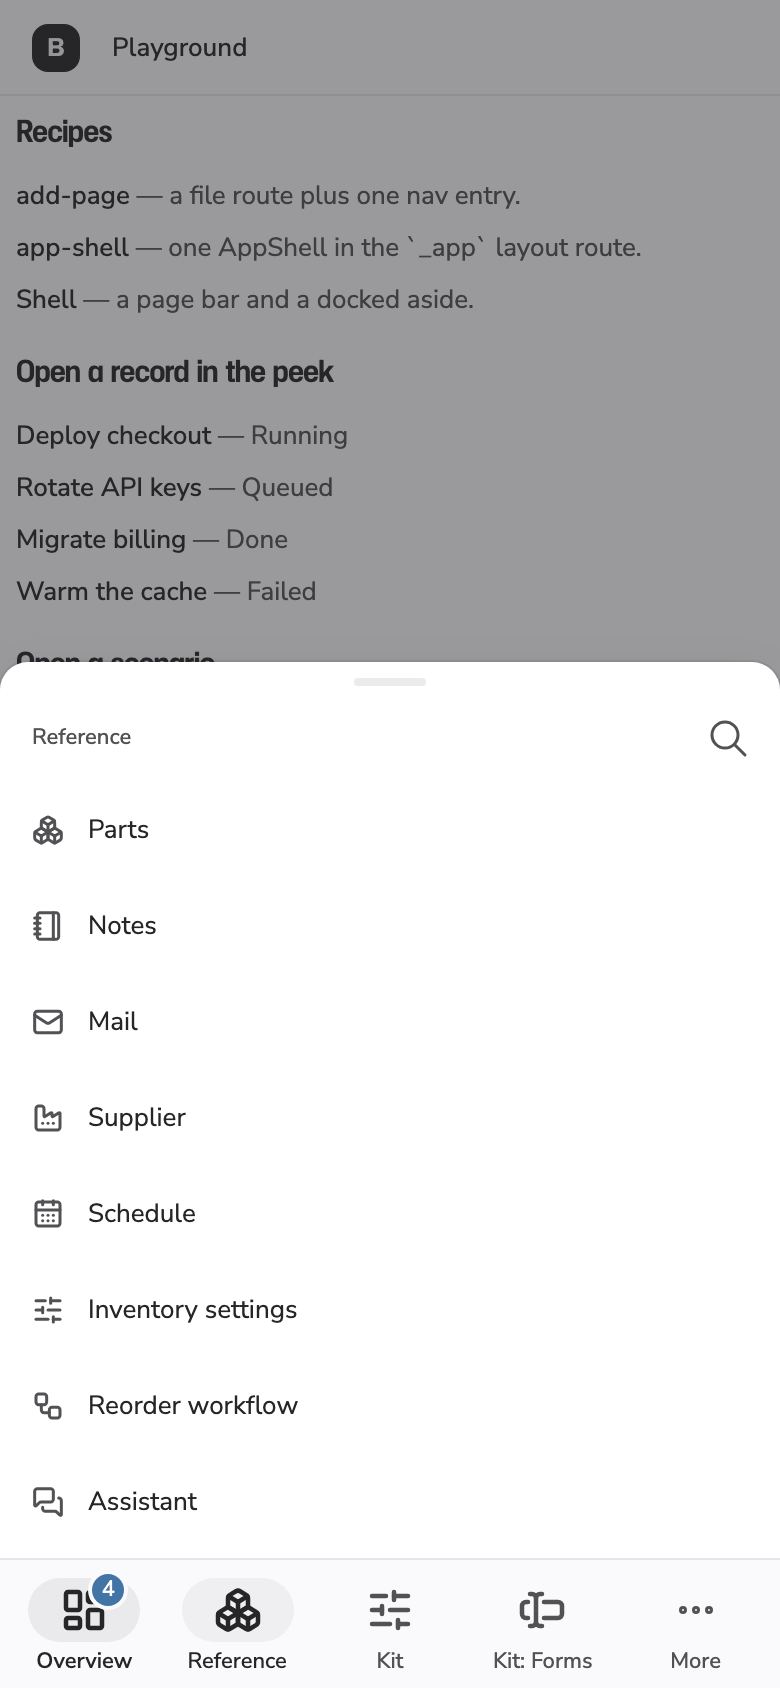 B Playground
Recipes
add-page — a file route plus one nav entry.
app-shell — one AppShell in the `_app` layout route.
Shell — a page bar and a docked aside.
Open a record in the peek
Deploy checkout — Running
Rotate API keys — Queued
Migrate billing — Done
Warm the cache — Failed
Open a scenario
Reference
Parts
Notes
Mail
Supplier
Schedule
Inventory settings
Reorder workflow
Assistant
4
Overview Reference Kit Kit: Forms More